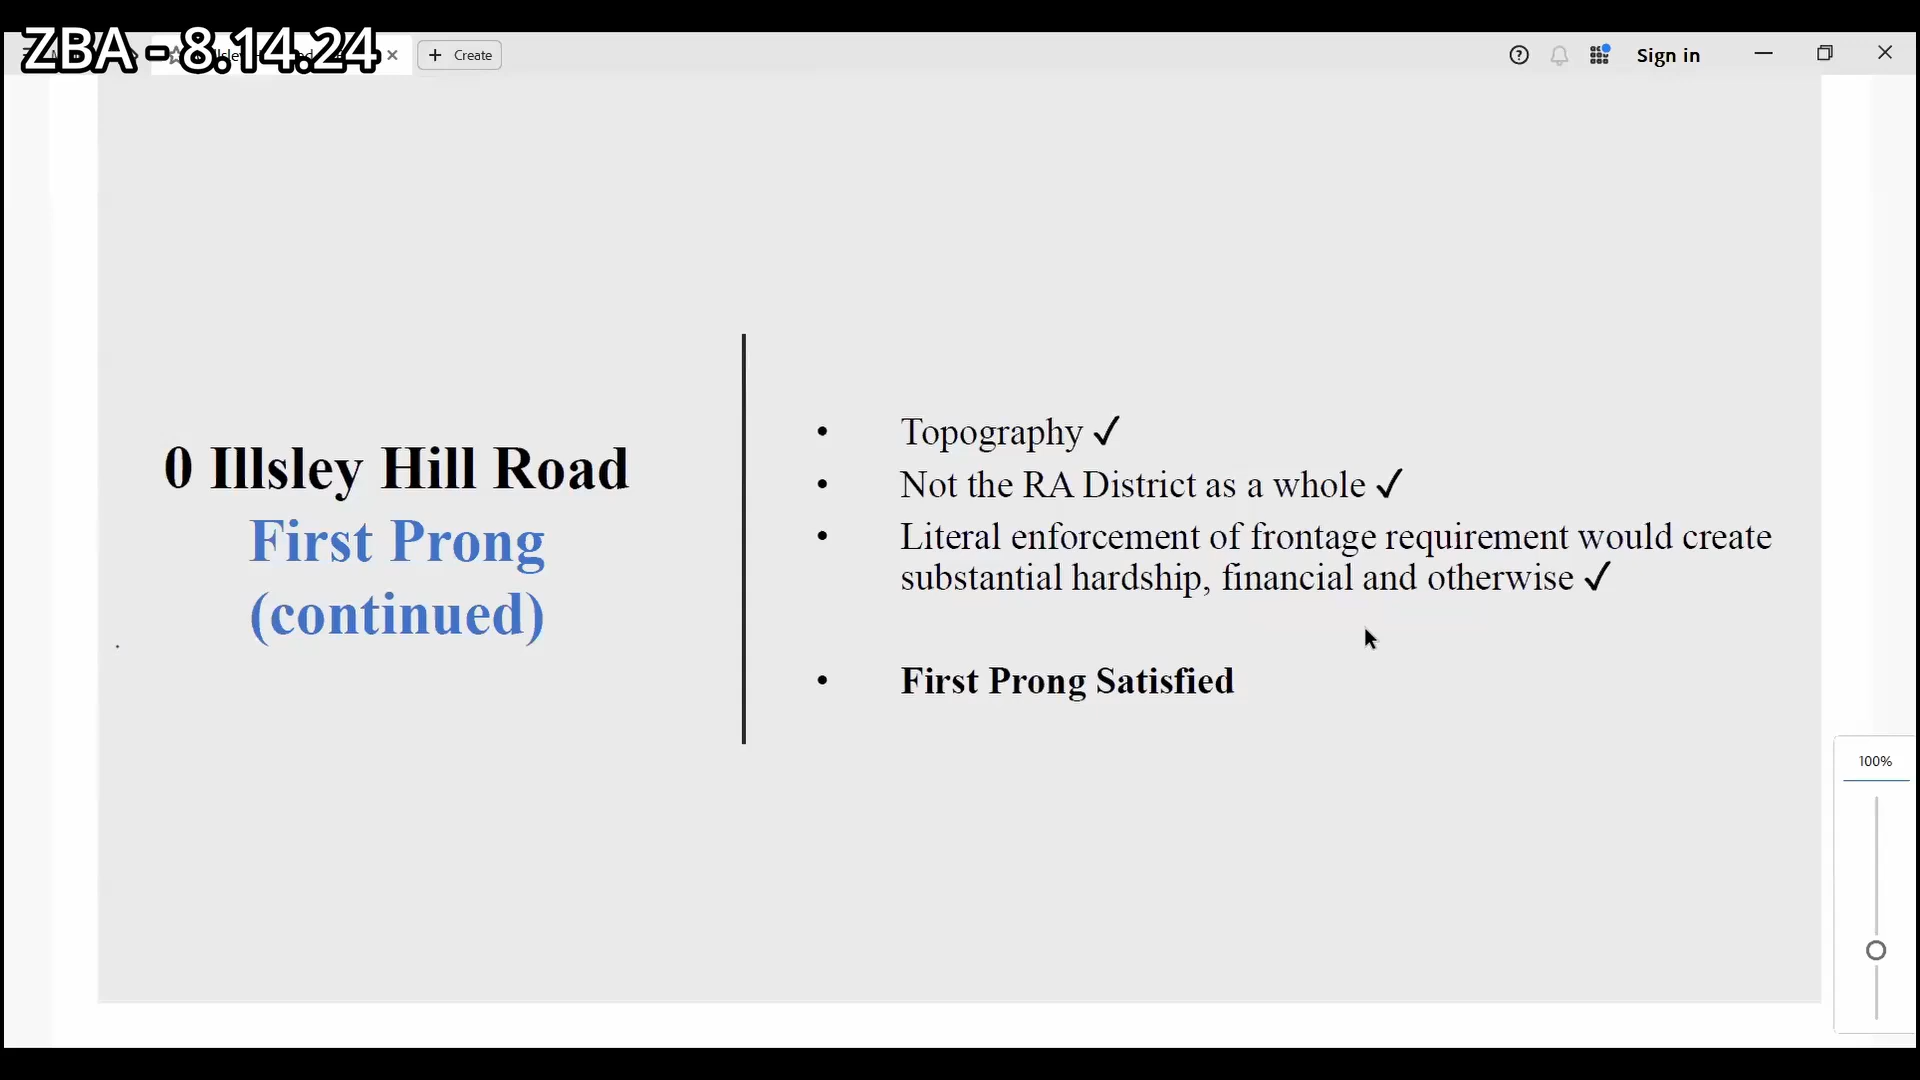 ZBA - 8.14.24
Create
Sign in
0 Illsley Hill Road
First Prong
(continued)
• Topography ✓
• Not the RA District as a whole ✓
• Literal enforcement of frontage requirement would create
substantial hardship, financial and otherwise ✓
• First Prong Satisfied
100%